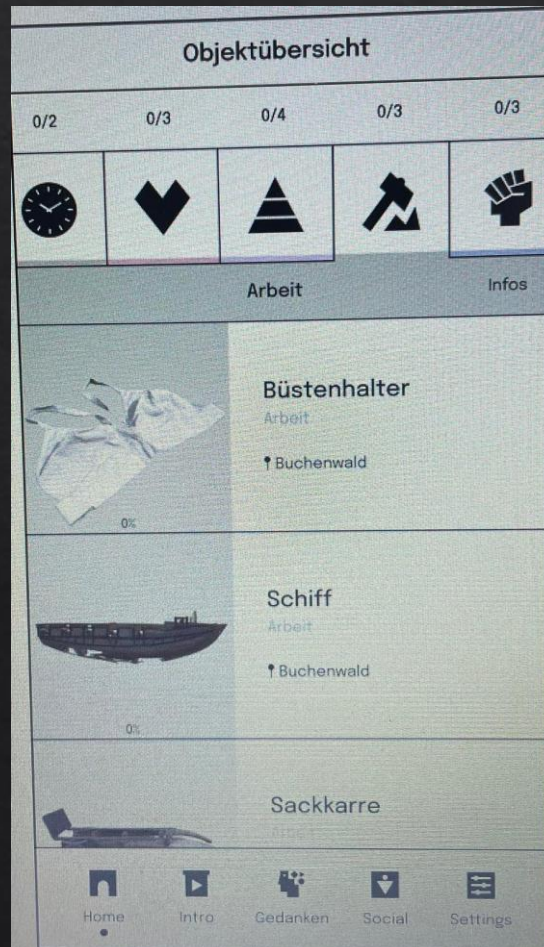 Objektübersicht
0/2 0/3 0/4 0/3 0/3
Arbeit Infos
Büstenhalter
Arbeit
Buchenwald
0%
Schiff
Arbeit
Buchenwald
0%
Sackkarre
Arbeit
Home Intro Gedanken Social Settings